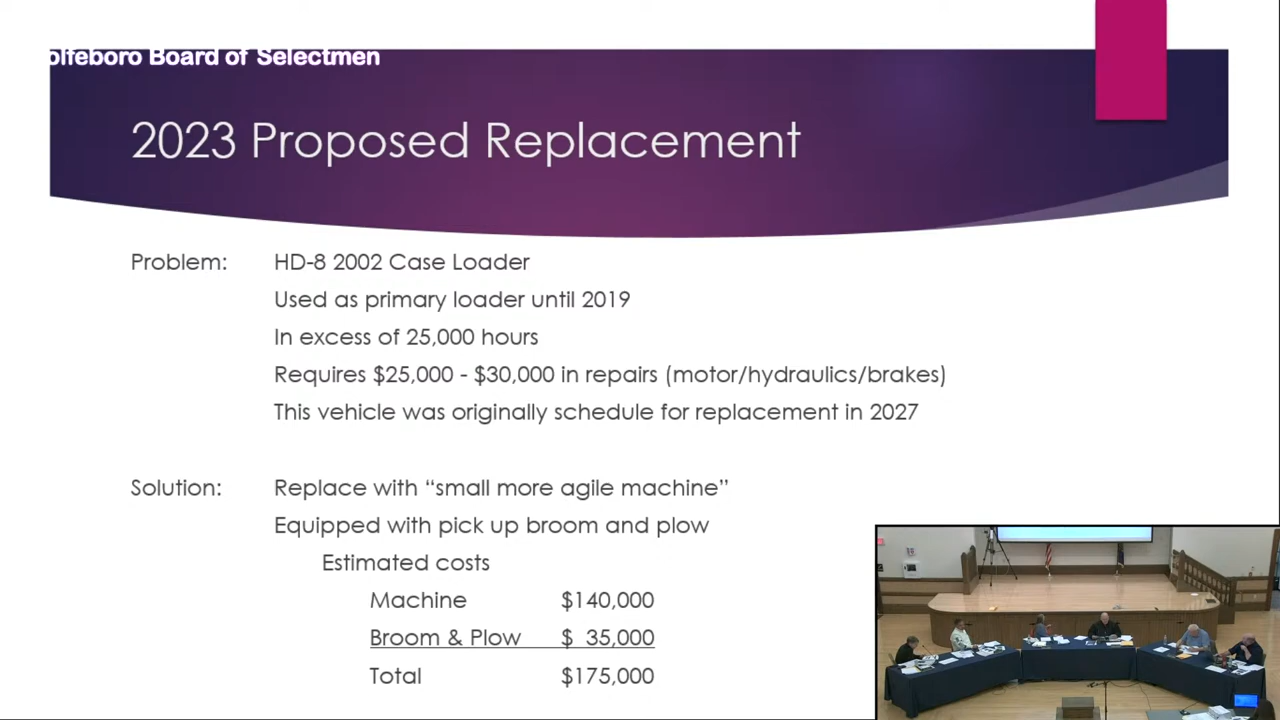 olfeboro Board of Selectmen
2023 Proposed Replacement
Problem: HD-8 2002 Case Loader
Used as primary loader until 2019
In excess of 25,000 hours
Requires $25,000 - $30,000 in repairs (motor/hydraulics/brakes)
This vehicle was originally schedule for replacement in 2027
Solution: Replace with “small more agile machine”
Equipped with pick up broom and plow
Estimated costs
Machine $140,000
Broom & Plow $ 35,000
Total $175,000